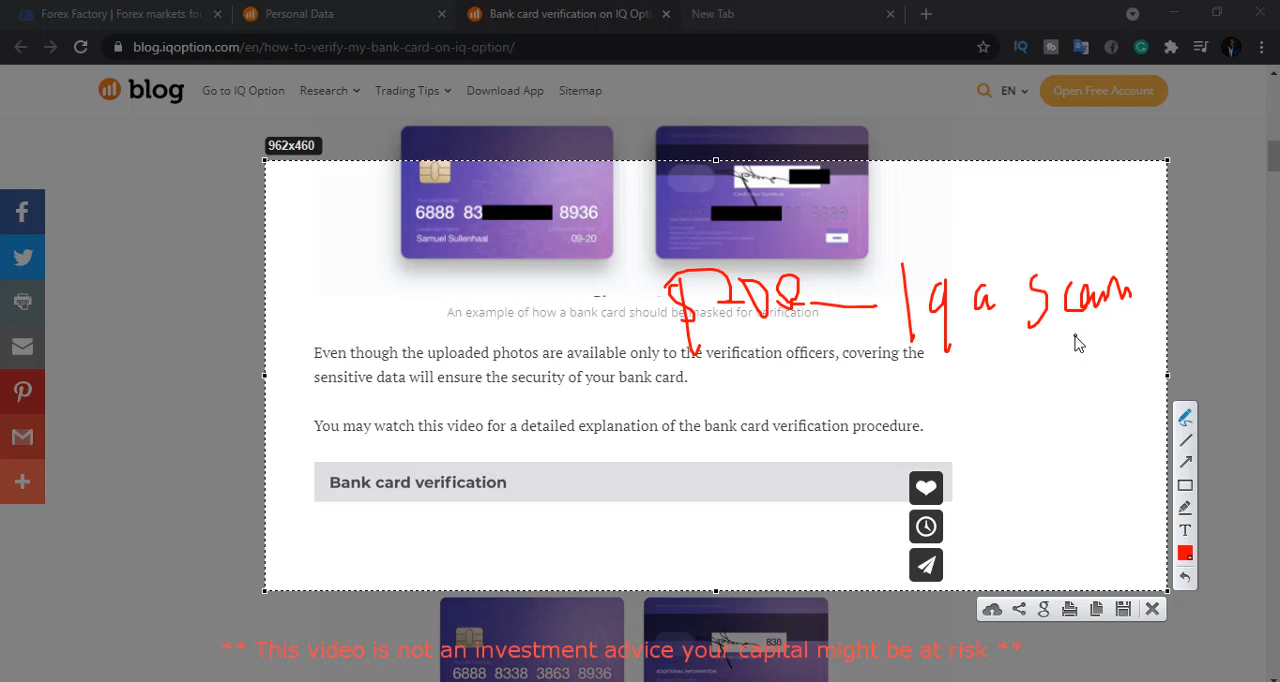 Forex Factory | Forex markets for
Personal Data
Bank card verification on IQ Opti
New Tab
blog.iqoption.com/en/how-to-verify-my-bank-card-on-iq-option/
IQ
blog
Go to IQ Option
Research
Trading Tips
Download App
Sitemap
EN
Open Free Account
962x460
6888 83 8936
Samuel Sullenhaal 09-20
An example of how a bank card should be masked for verification
Iq a scam
Even though the uploaded photos are available only to the verification officers, covering the
sensitive data will ensure the security of your bank card.
You may watch this video for a detailed explanation of the bank card verification procedure.
Bank card verification
T
838
** This video is not an investment advice your capital might be at risk **
6888 8338 3863 8936